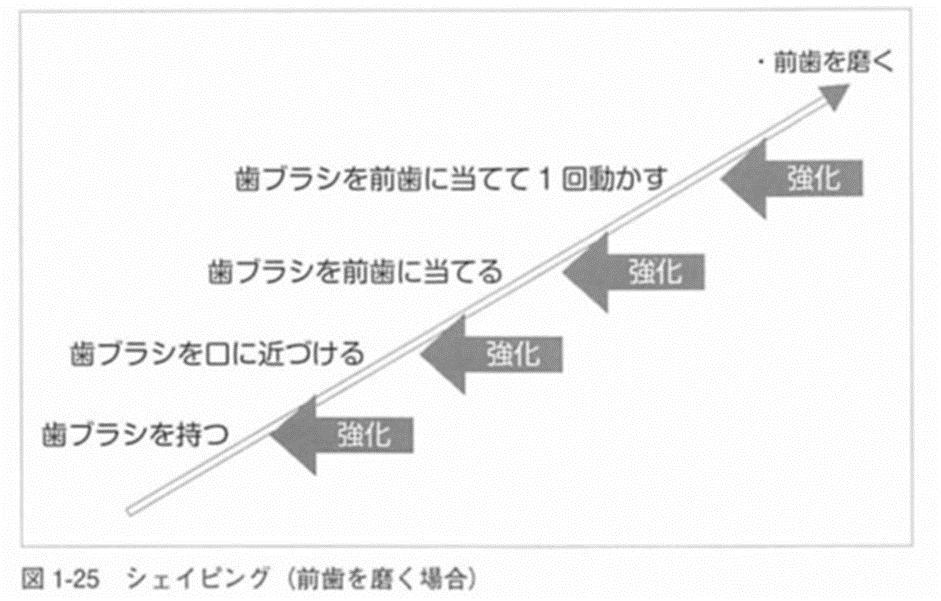 ・前歯を磨く
歯ブラシを前歯に当てて1回動かす
強化
歯ブラシを前歯に当てる
強化
歯ブラシを口に近づける
強化
歯ブラシを持つ
強化
図1-25 シェイピング（前歯を磨く場合）